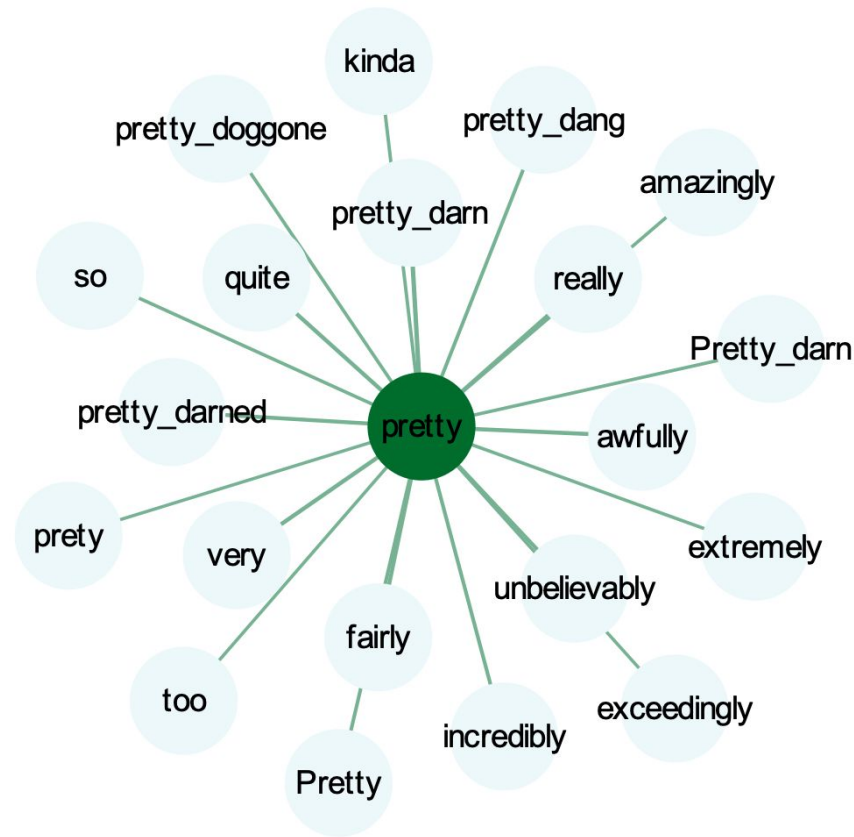 kinda
pretty_doggone
pretty_dang
amazingly
pretty_darn
so
quite
really
Pretty_darn
pretty_darned
pretty
awfully
prety
very
extremely
unbelievably
fairly
too
exceedingly
incredibly
Pretty